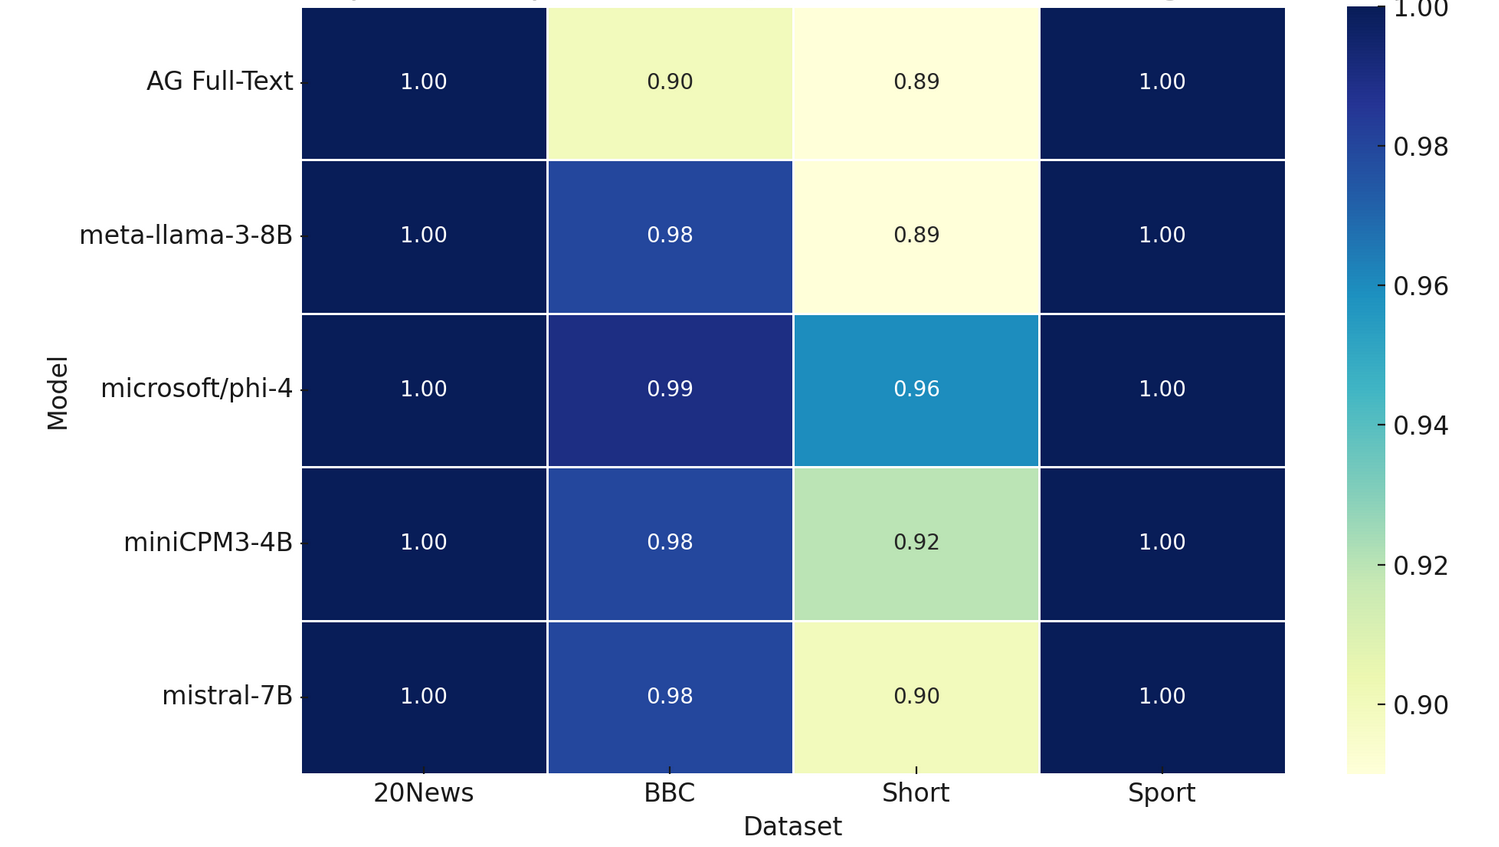 1.00
AG Full-Text 1.00 0.90 0.89 1.00
0.98
meta-llama-3-8B 1.00 0.98 0.89 1.00
0.96
Model
microsoft/phi-4 1.00 0.99 0.96 1.00
0.94
miniCPM3-4B 1.00 0.98 0.92 1.00
0.92
mistral-7B 1.00 0.98 0.90 1.00
0.90
20News BBC Short Sport
Dataset